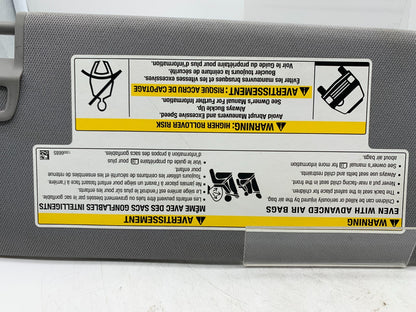 WARNING
EVEN WITH ADVANCED AIR BAGS
• Children can be killed or seriously injured by the air bag
• The back seat is the safest place for children
• Never put a rear-facing child seat in the front
• Always use seat belts and child restraints
• See owner's manual for more information
about air bags.
AVERTISSEMENT
MÊME AVEC DES SACS GONFLABLES INTELLIGENTS
• Les enfants peuvent être tués ou gravement blessés par le sac gonflable
• Le siège arrière est l'endroit le plus sûr pour les enfants
• Ne jamais placer à l'avant un siège pour enfant faisant face à l'arrière
• Toujours utiliser les ceintures de sécurité et ensembles de retenue
pour enfant.
• Voir le guide du propriétaire pour plus
d'information à propos des sacs gonflables.
WARNING: HIGHER ROLLOVER RISK
Avoid Abrupt Maneuvers and Excessive Speed.
Always Buckle Up.
See Owner's Manual For Further Information.
AVERTISSEMENT: RISQUE ACCRU DE CAPOTAGE
Éviter les manœuvres brusques et vitesses excessives.
Boucler toujours la ceinture de sécurité.
Voir le Guide du propriétaire pour plus d'information.